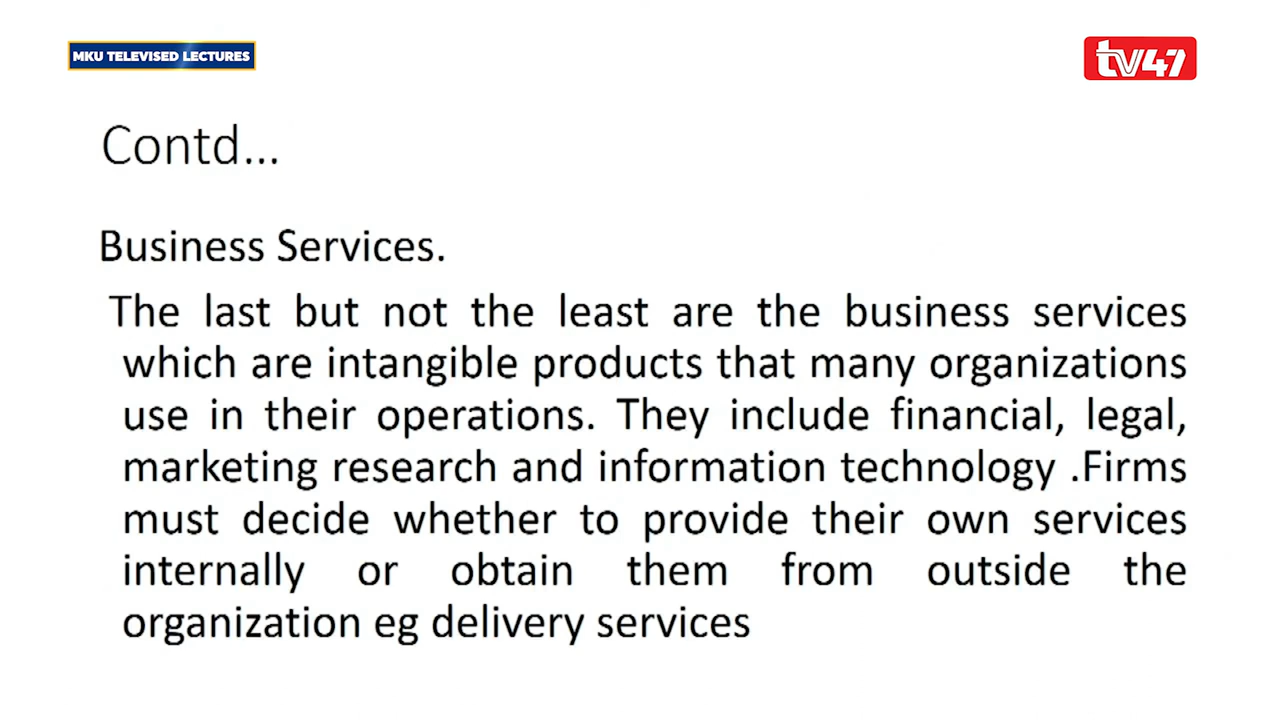 MKU TELEVISED LECTURES
tv47
Contd...
Business Services.
The last but not the least are the business services
which are intangible products that many organizations
use in their operations. They include financial, legal,
marketing research and information technology .Firms
must decide whether to provide their own services
internally or obtain them from outside the
organization eg delivery services